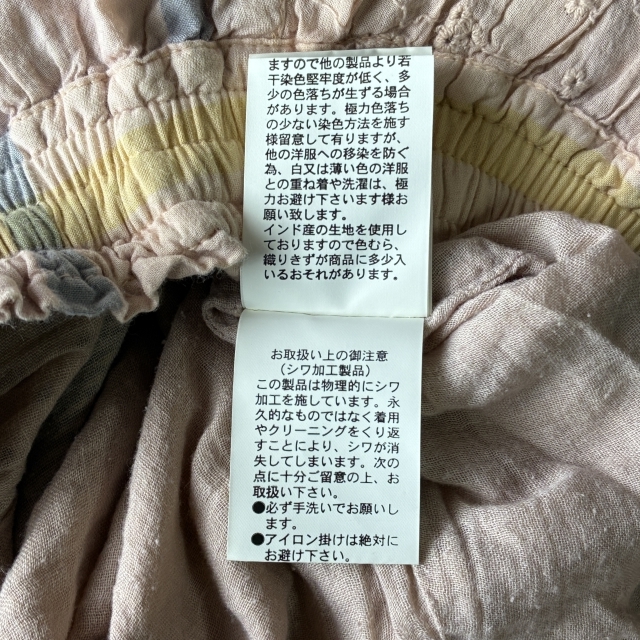 ますので他の製品より若
干染色堅牢度が低く、多
少の色落ちが生ずる場合
があります。極力色落ち
の少ない染色方法を施す
様留意して有りますが、
他の洋服への移染を防ぐ
為、白又は薄い色の洋服
との重ね着や洗濯は、極
力お避け下さいます様お
願い致します。
インド産の生地を使用し
ておりますので色むら、
織りきずが商品に多少入
いるおそれがあります。
お取扱い上の御注意
（シワ加工製品）
この製品は物理的にシワ
加工を施しています。永
久的なものではなく着用
やクリーニングをくり返
すことにより、シワが消
失してしまいます。次の
点に十分ご留意の上、お
取扱い下さい。
●必ず手洗いでお願いし
ます。
●アイロン掛けは絶対に
お避け下さい。